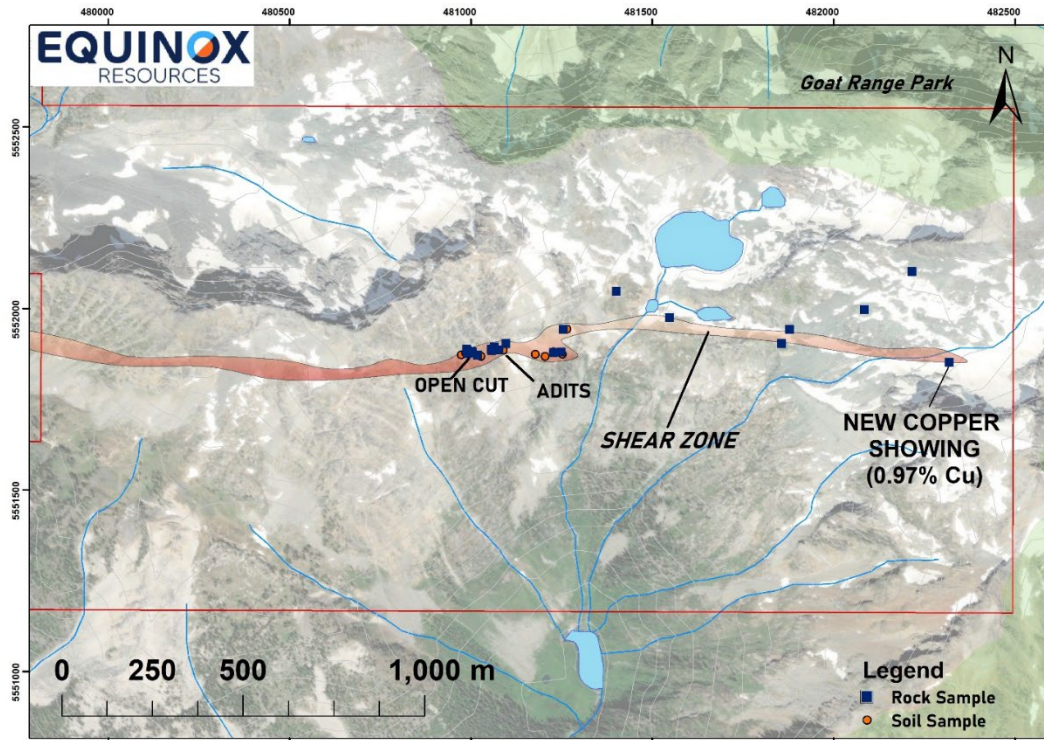 480000 480500 481000 481500 482000 482500
EQUINOX
RESOURCES
Goat Range Park
N
5552500
5552000
OPEN CUT
ADITS
SHEAR ZONE
NEW COPPER
SHOWING
(0.97% Cu)
5551500
5551000
0 250 500 1,000 m
Legend
Rock Sample
Soil Sample